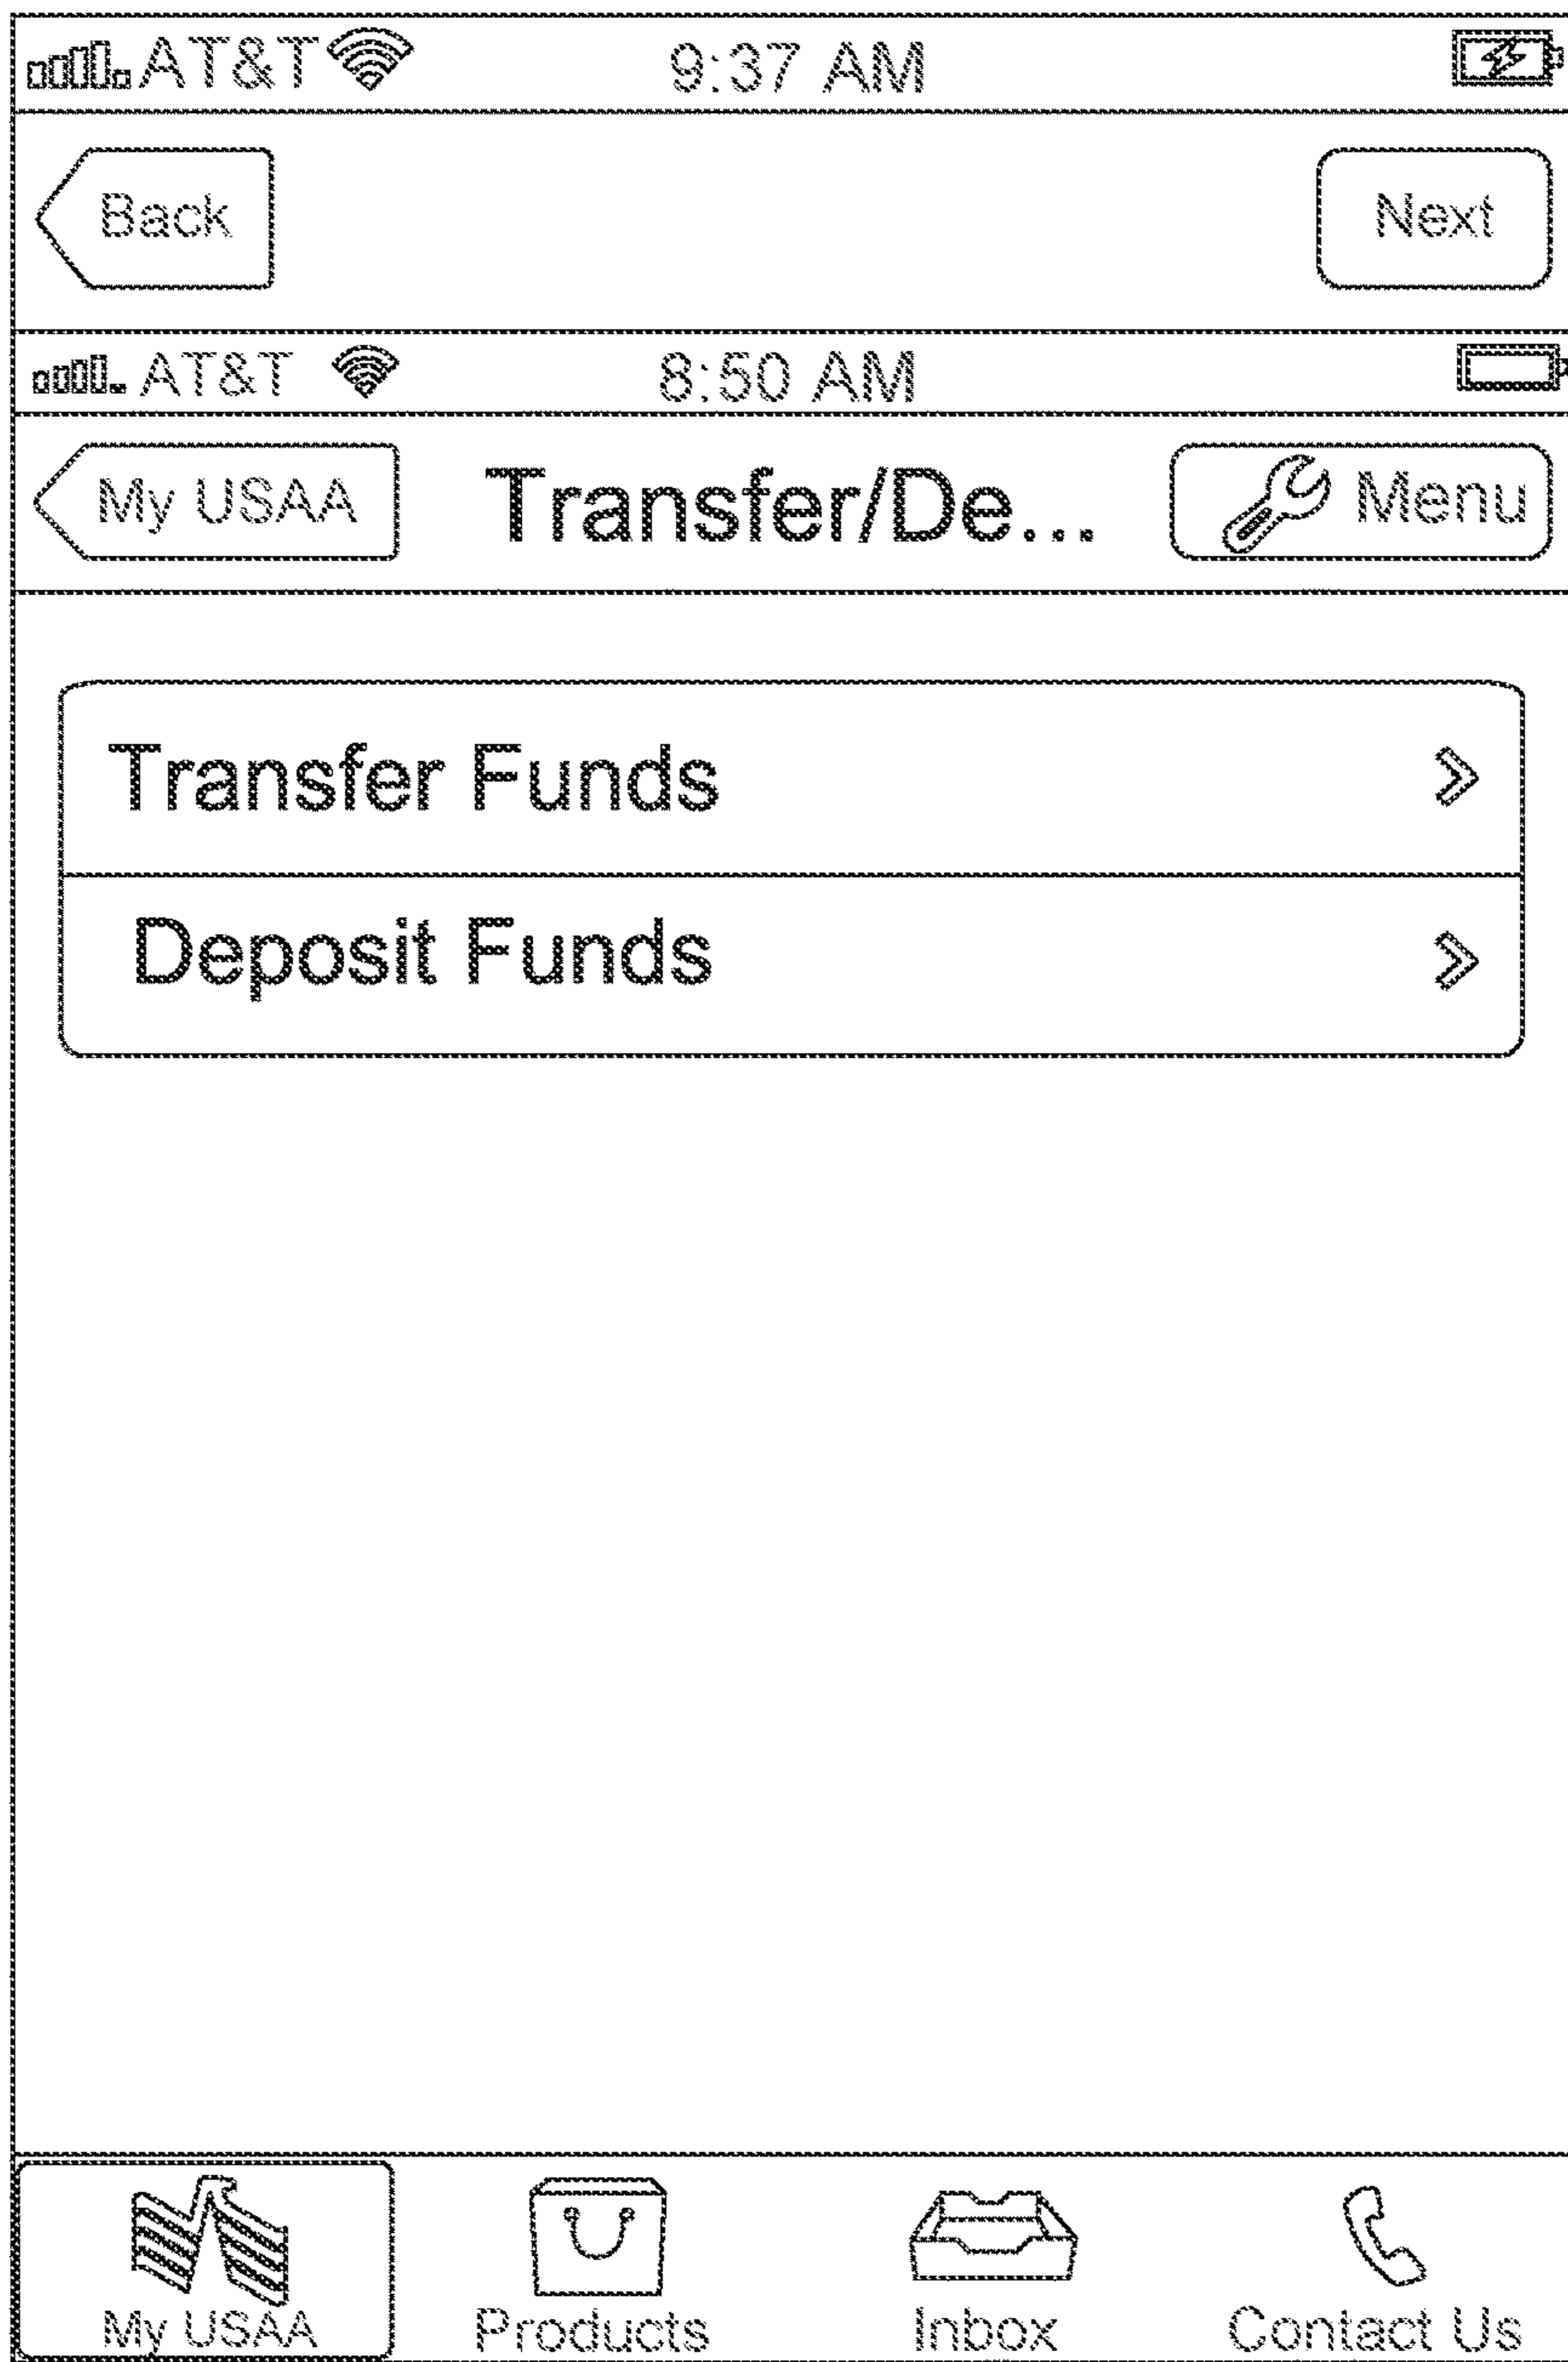 AT&T 9:37 AM
Back Next
AT&T 8:50 AM
My USAA Transfer/De... Menu
Transfer Funds
Deposit Funds
My USAA Products Inbox Contact Us